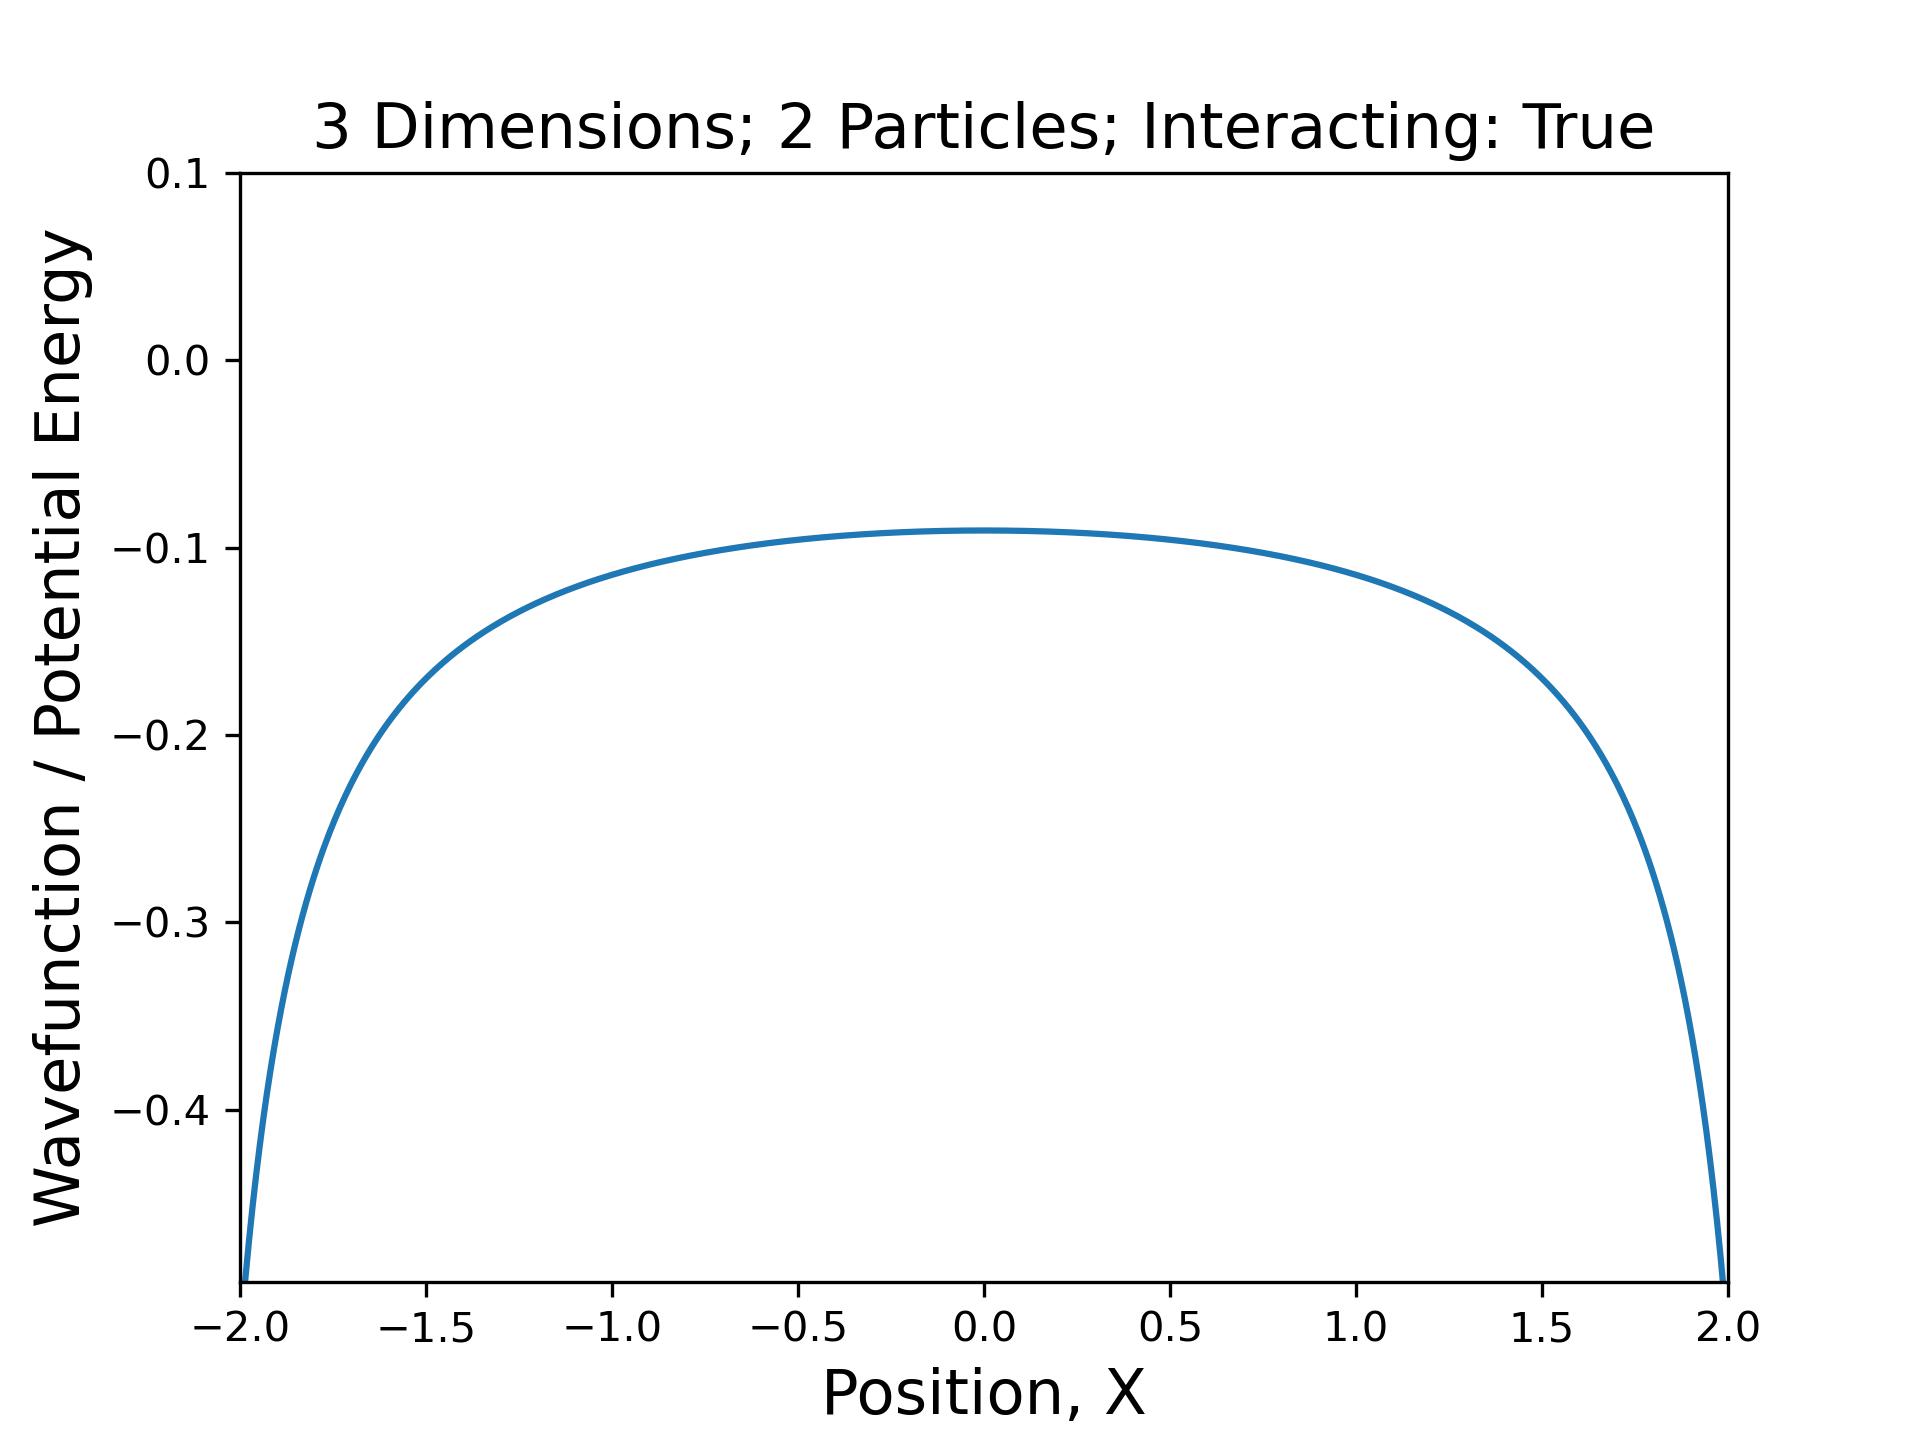 3 Dimensions; 2 Particles; Interacting: True
Wavefunction / Potential Energy
0.1
0.0
−0.1
−0.2
−0.3
−0.4
−2.0 −1.5 −1.0 −0.5 0.0 0.5 1.0 1.5 2.0
Position, X